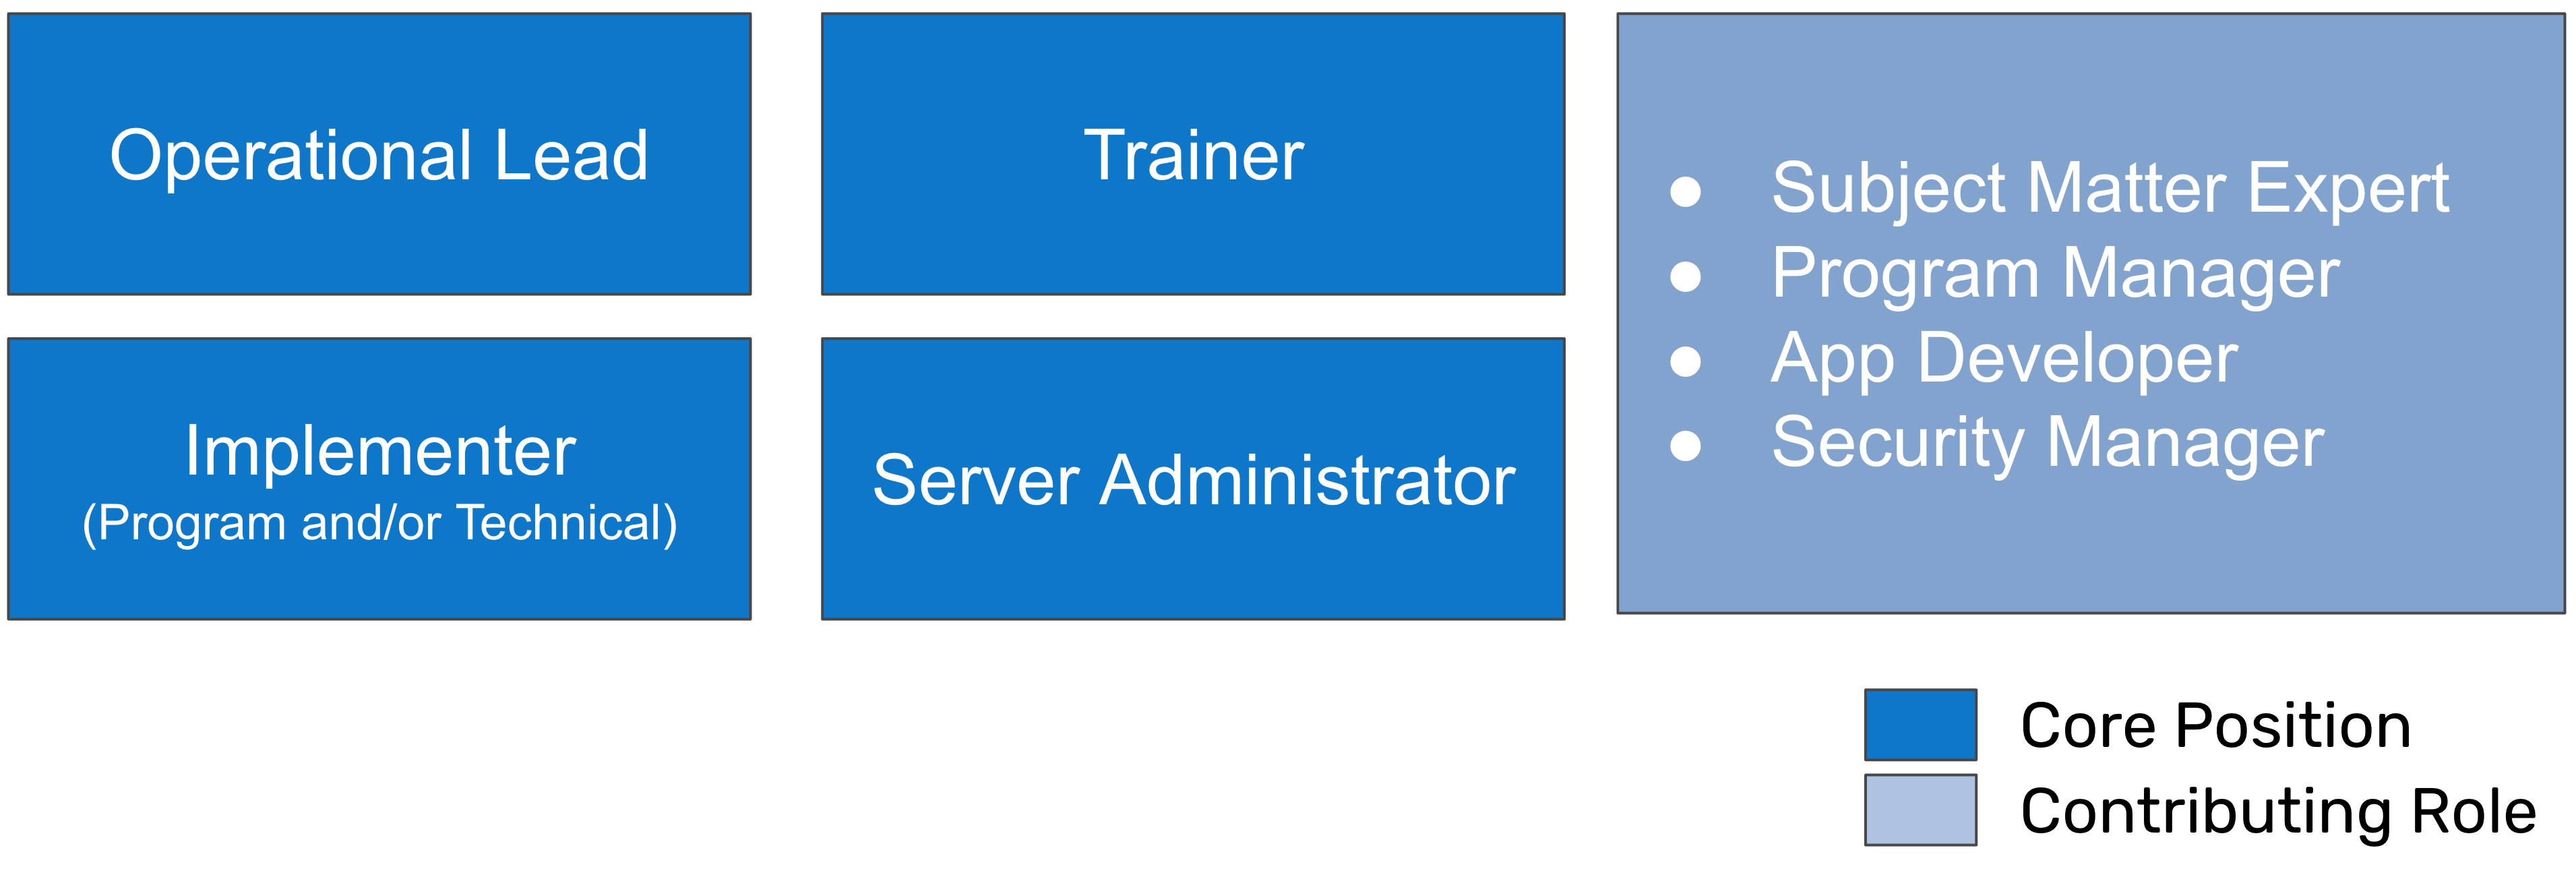 Operational Lead
Trainer
Implementer
(Program and/or Technical)
Server Administrator
● Subject Matter Expert
● Program Manager
● App Developer
● Security Manager
Core Position
Contributing Role